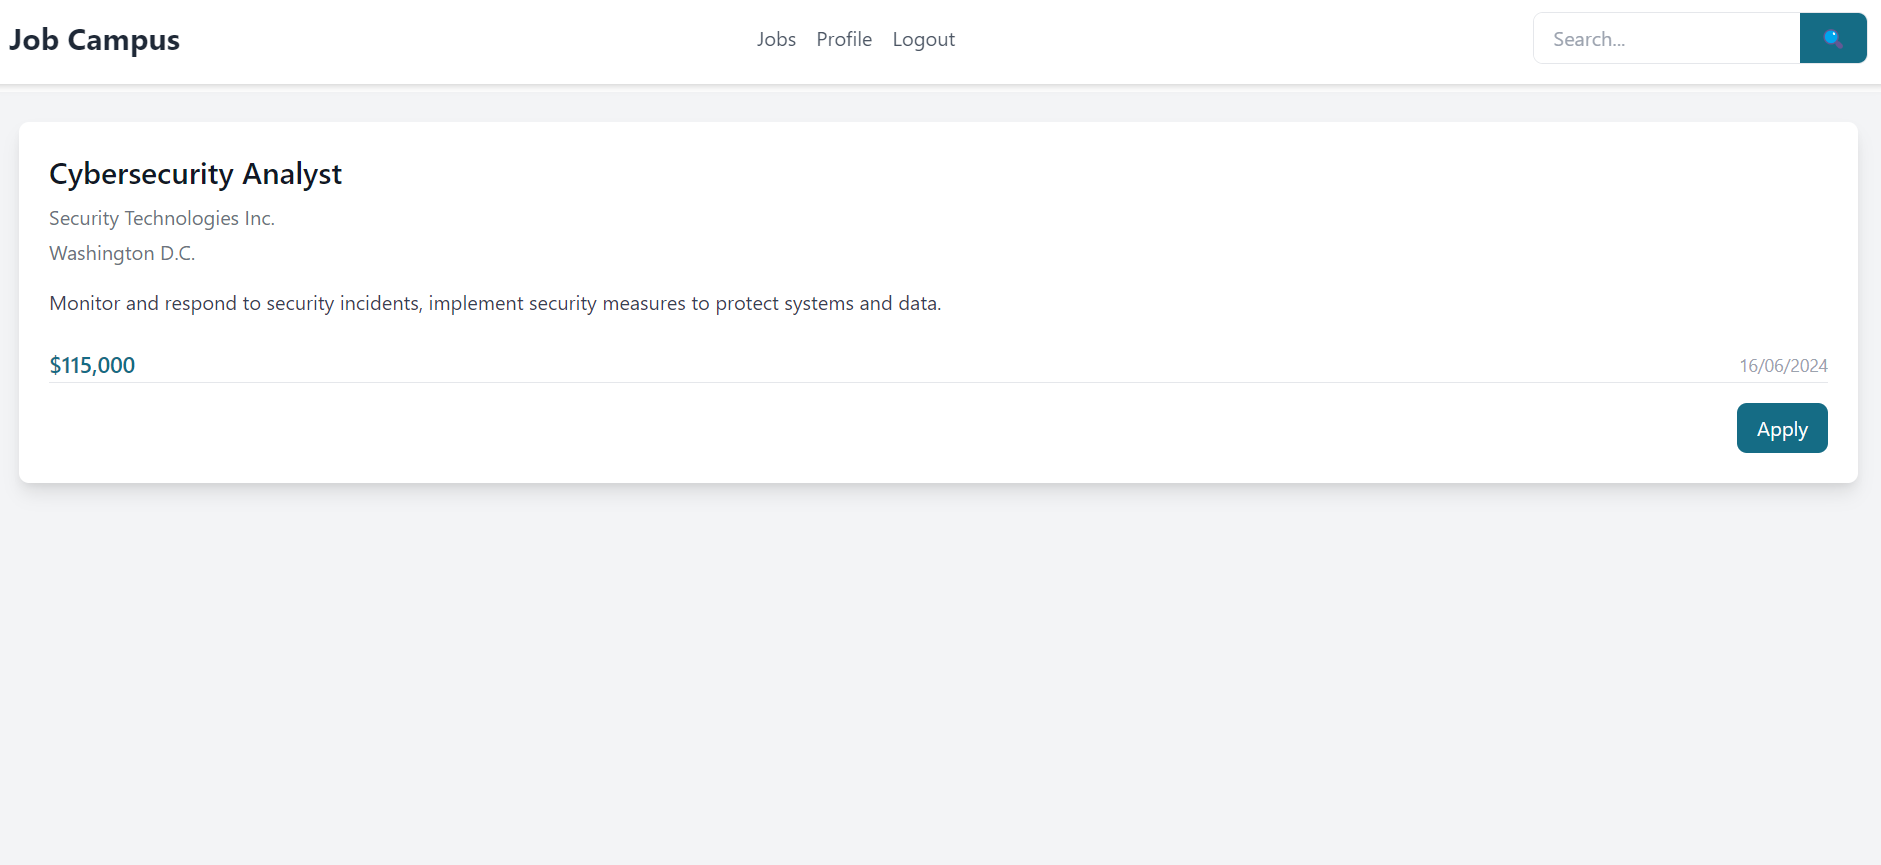 Job Campus
Jobs Profile Logout
Search...
Cybersecurity Analyst
Security Technologies Inc.
Washington D.C.
Monitor and respond to security incidents, implement security measures to protect systems and data.
$115,000 16/06/2024
Apply